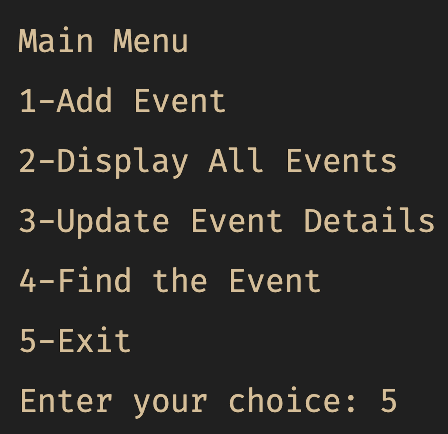 Main Menu
1-Add Event
2-Display All Events
3-Update Event Details
4-Find the Event
5-Exit
Enter your choice: 5